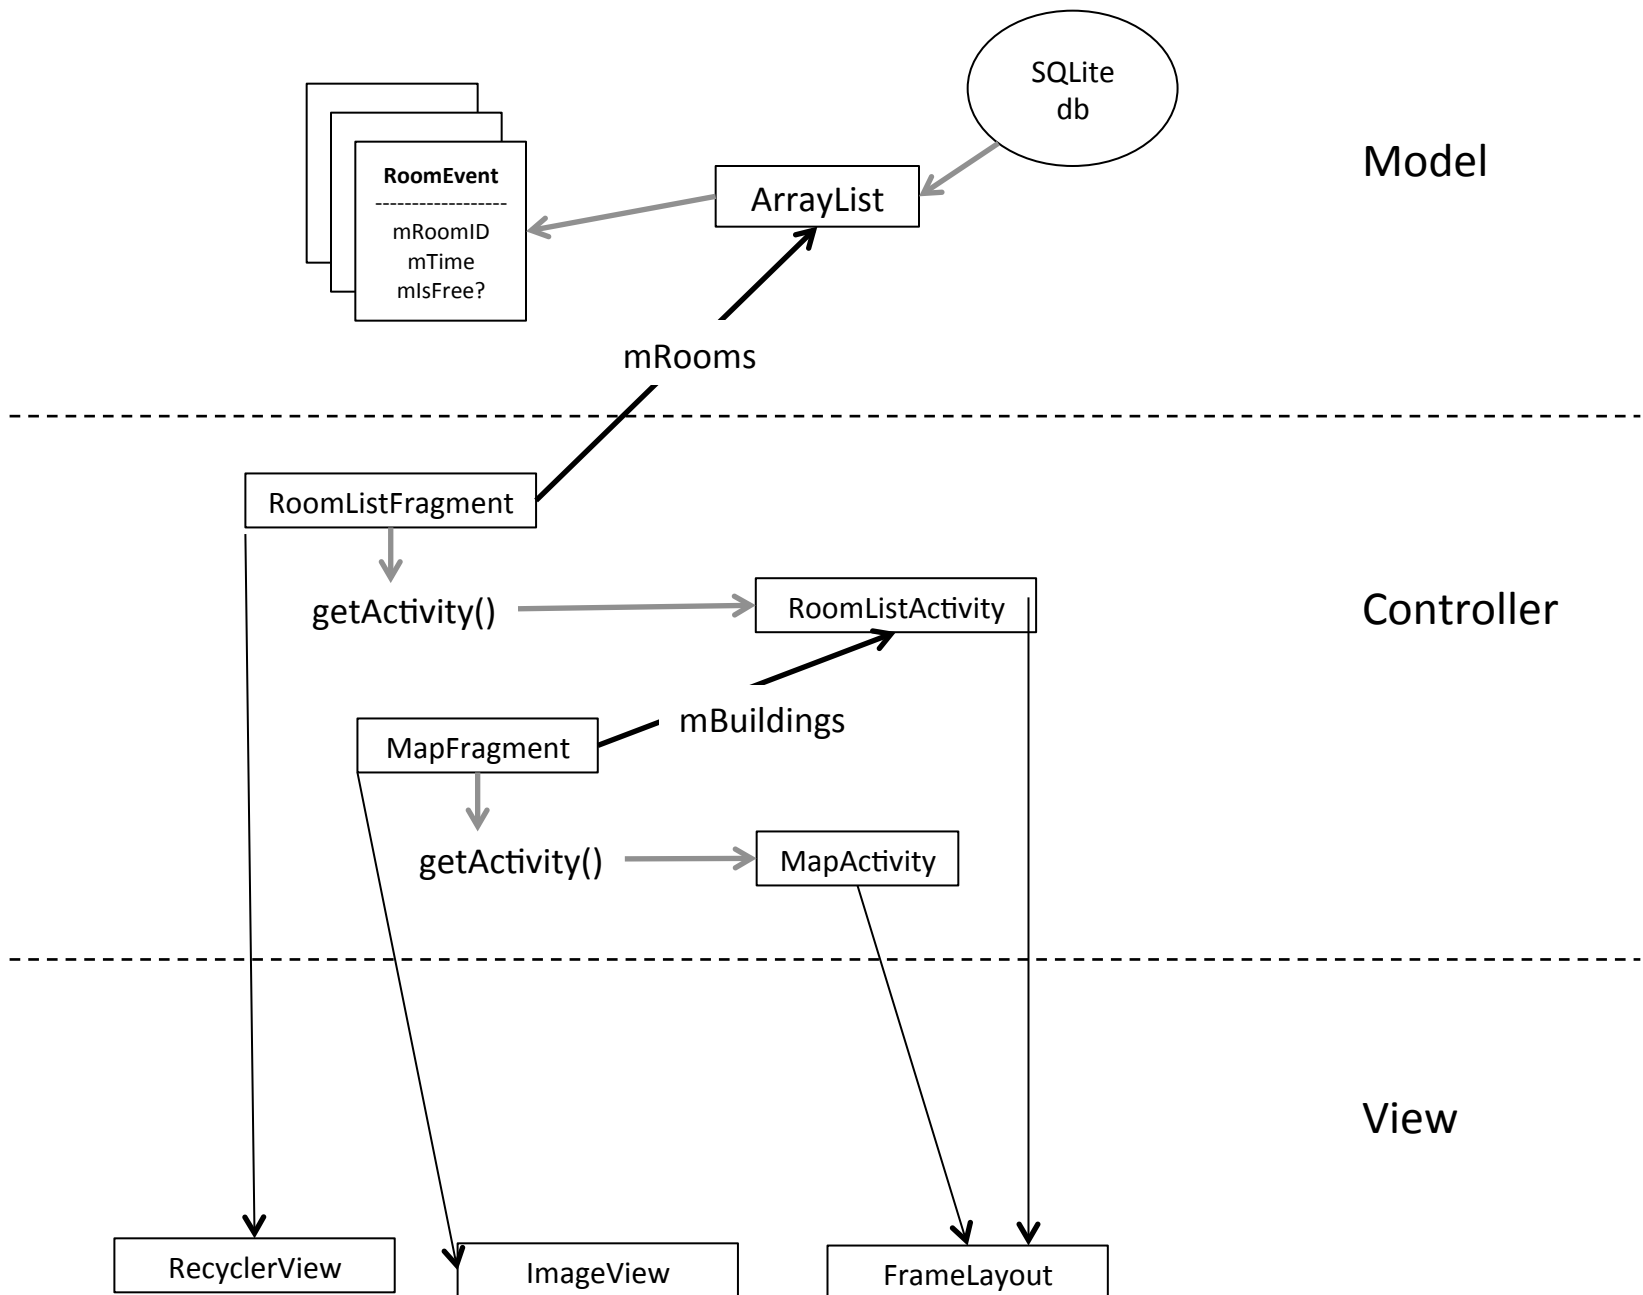 SQLite
db
Model
RoomEvent
-------------------
mRoomID
mTime
mIsFree?
ArrayList
mRooms
RoomListFragment
getActivity()
RoomListActivity
Controller
mBuildings
MapFragment
getActivity()
MapActivity
View
RecyclerView
ImageView
FrameLayout